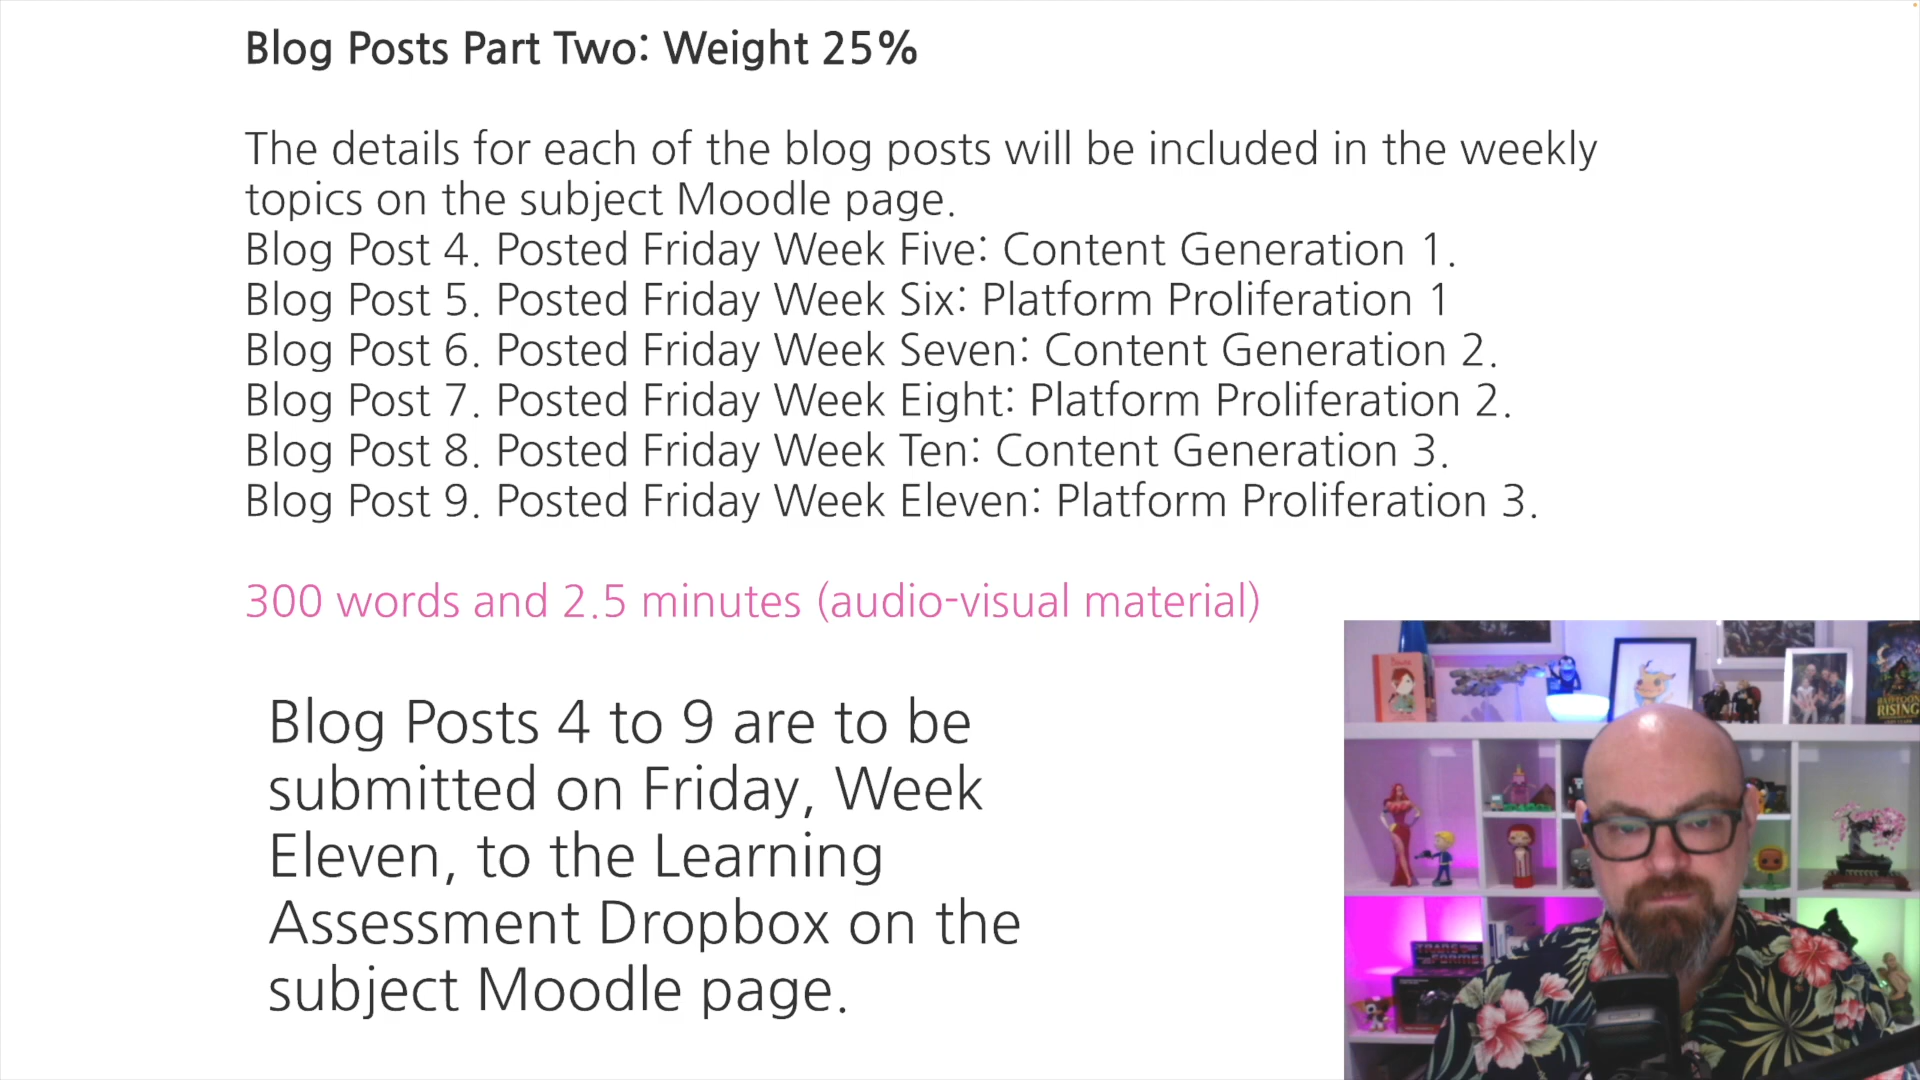 Blog Posts Part Two: Weight 25%
The details for each of the blog posts will be included in the weekly
topics on the subject Moodle page.
Blog Post 4. Posted Friday Week Five: Content Generation 1.
Blog Post 5. Posted Friday Week Six: Platform Proliferation 1
Blog Post 6. Posted Friday Week Seven: Content Generation 2.
Blog Post 7. Posted Friday Week Eight: Platform Proliferation 2.
Blog Post 8. Posted Friday Week Ten: Content Generation 3.
Blog Post 9. Posted Friday Week Eleven: Platform Proliferation 3.
300 words and 2.5 minutes (audio-visual material)
Blog Posts 4 to 9 are to be
submitted on Friday, Week
Eleven, to the Learning
Assessment Dropbox on the
subject Moodle page.
RISING